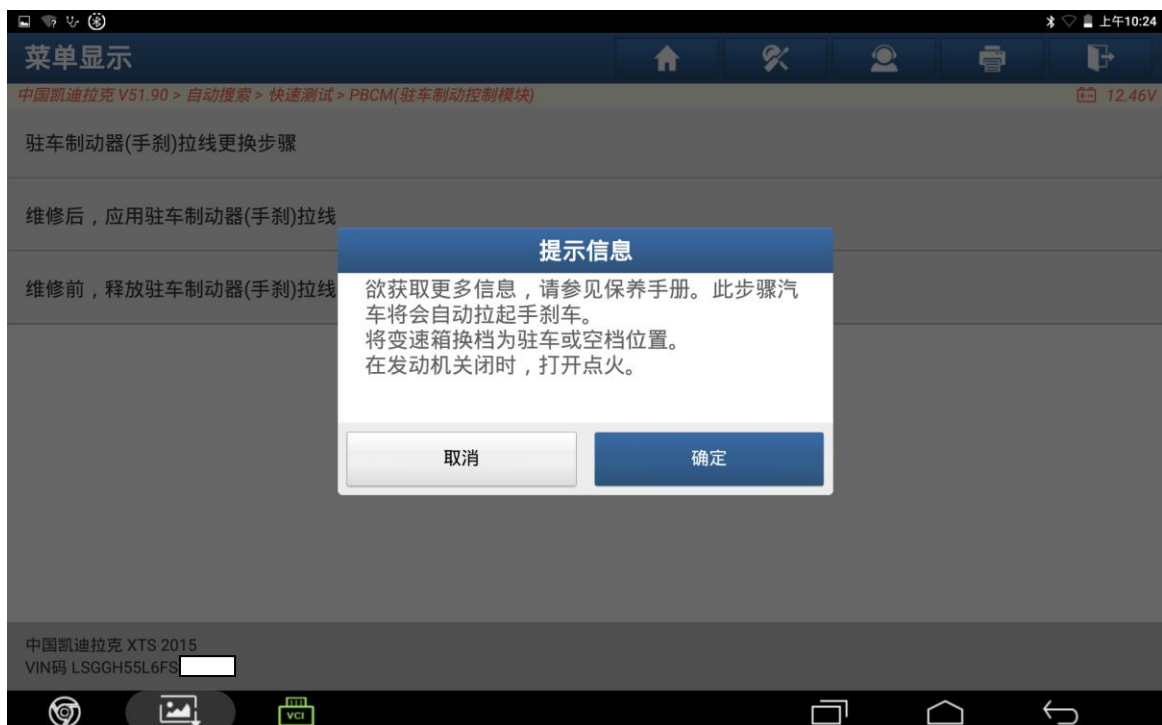 上午10:24
菜单显示
中国凯迪拉克 V51.90 > 自动搜索 > 快速测试 > PBCM(驻车制动控制模块)
12.46V
驻车制动器(手刹)拉线更换步骤
维修后，应用驻车制动器(手刹)拉线
维修前，释放驻车制动器(手刹)拉线
提示信息
欲获取更多信息，请参见保养手册。此步骤汽
车将会自动拉起手刹车。
将变速箱换档为驻车或空档位置。
在发动机关闭时，打开点火。
取消
确定
中国凯迪拉克 XTS 2015
VIN码 LSGGH55L6FS
VCI